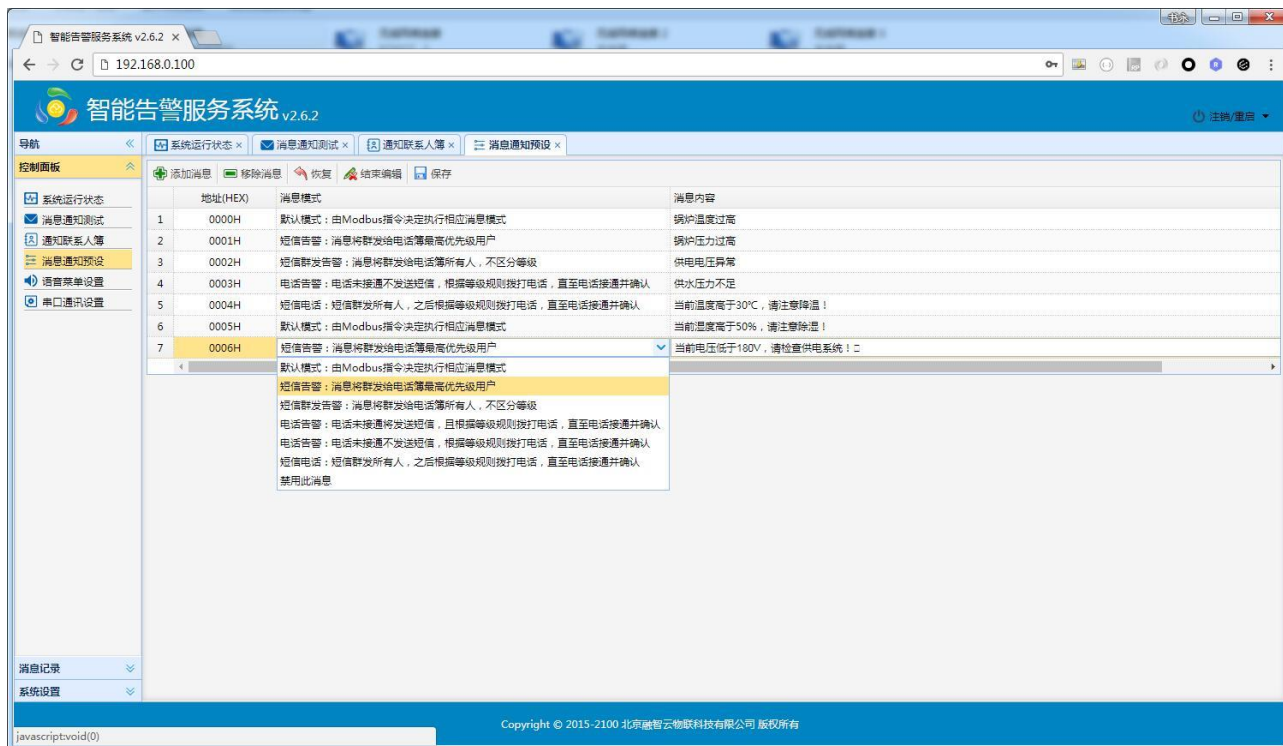 智能告警服务系统 v2.6.2
192.168.0.100
智能告警服务系统 v2.6.2
注销/重启
导航
系统运行状态
消息通知测试
通知联系人簿
消息通知预设
控制面板
添加消息 移除消息 恢复 结束编辑 保存
系统运行状态
消息通知测试
通知联系人簿
消息通知预设
语音菜单设置
串口通讯设置
地址(HEX) 消息模式 消息内容
1 0000H 默认模式：由Modbus指令决定执行相应消息模式 锅炉温度过高
2 0001H 短信告警：消息将群发给电话簿最高优先级用户 锅炉压力过高
3 0002H 短信群发告警：消息将群发给电话簿所有人，不区分等级 供电电压异常
4 0003H 电话告警：电话未接通不发送短信，根据等级规则拨打电话，直至电话接通并确认 供水压力不足
5 0004H 短信电话：短信群发所有人，之后根据等级规则拨打电话，直至电话接通并确认 当前温度高于30℃，请注意降温！
6 0005H 默认模式：由Modbus指令决定执行相应消息模式 当前湿度高于50%，请注意除湿！
7 0006H 短信告警：消息将群发给电话簿最高优先级用户 当前电压低于180V，请检查供电系统！□
默认模式：由Modbus指令决定执行相应消息模式
短信告警：消息将群发给电话簿最高优先级用户
短信群发告警：消息将群发给电话簿所有人，不区分等级
电话告警：电话未接通将发送短信，且根据等级规则拨打电话，直至电话接通并确认
电话告警：电话未接通不发送短信，根据等级规则拨打电话，直至电话接通并确认
短信电话：短信群发所有人，之后根据等级规则拨打电话，直至电话接通并确认
禁用此消息
消息记录
系统设置
Copyright © 2015-2100 北京融智云物联科技有限公司 版权所有
javascript:void(0)